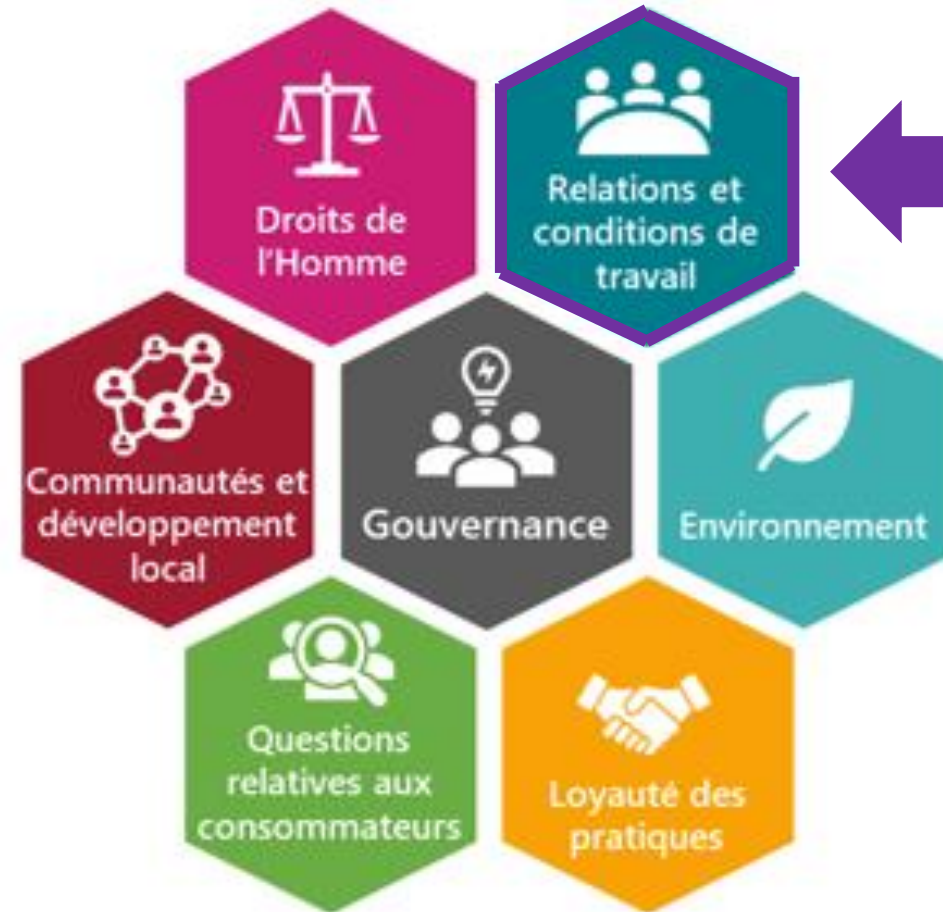 Droits de
l'Homme
Relations et
conditions de
travail
Communautés et
développement
local
Gouvernance
Environnement
Questions
relatives aux
consommateurs
Loyauté des
pratiques